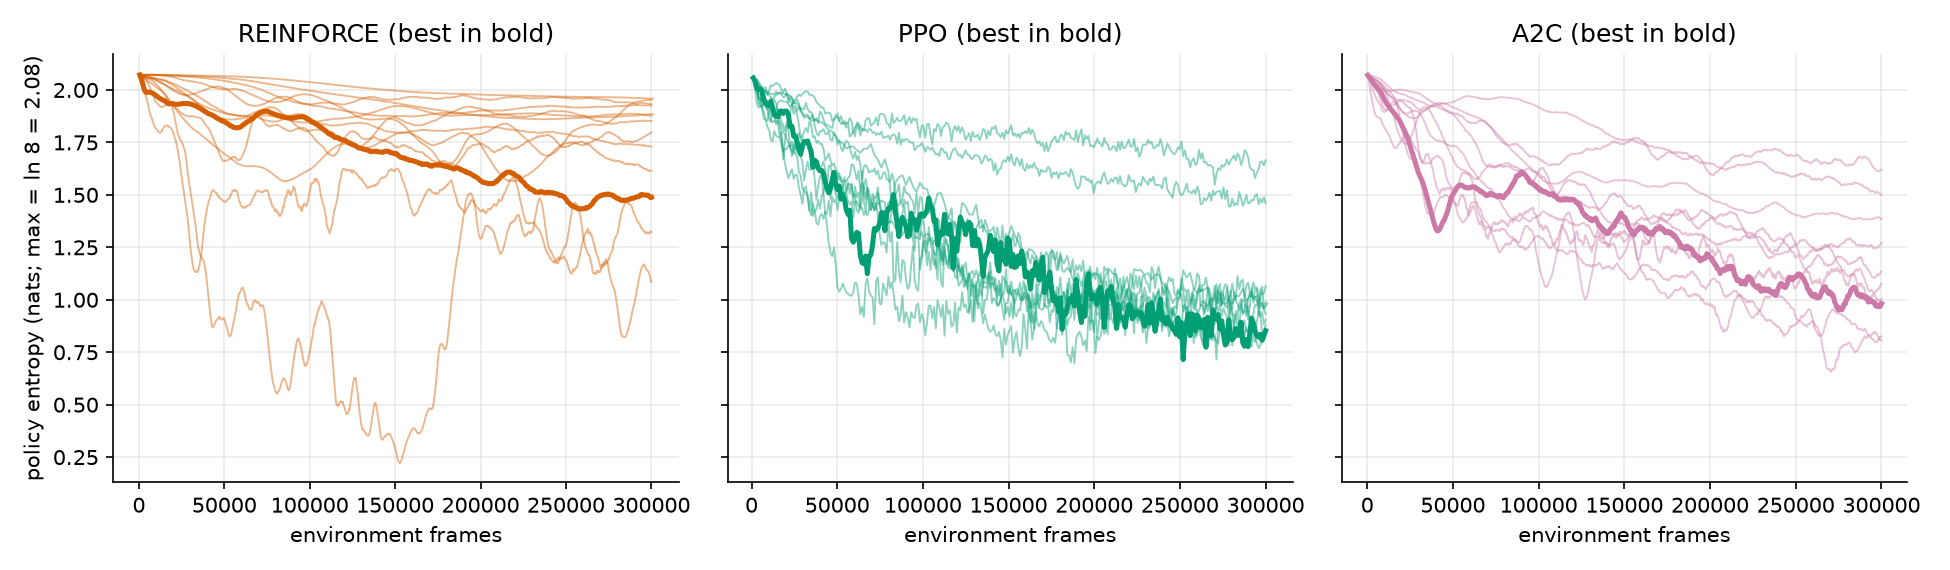 REINFORCE (best in bold)
PPO (best in bold)
A2C (best in bold)
policy entropy (nats; max = ln 8 = 2.08)
2.00
1.75
1.50
1.25
1.00
0.75
0.50
0.25
0 50000 100000 150000 200000 250000 300000
0 50000 100000 150000 200000 250000 300000
0 50000 100000 150000 200000 250000 300000
environment frames
environment frames
environment frames